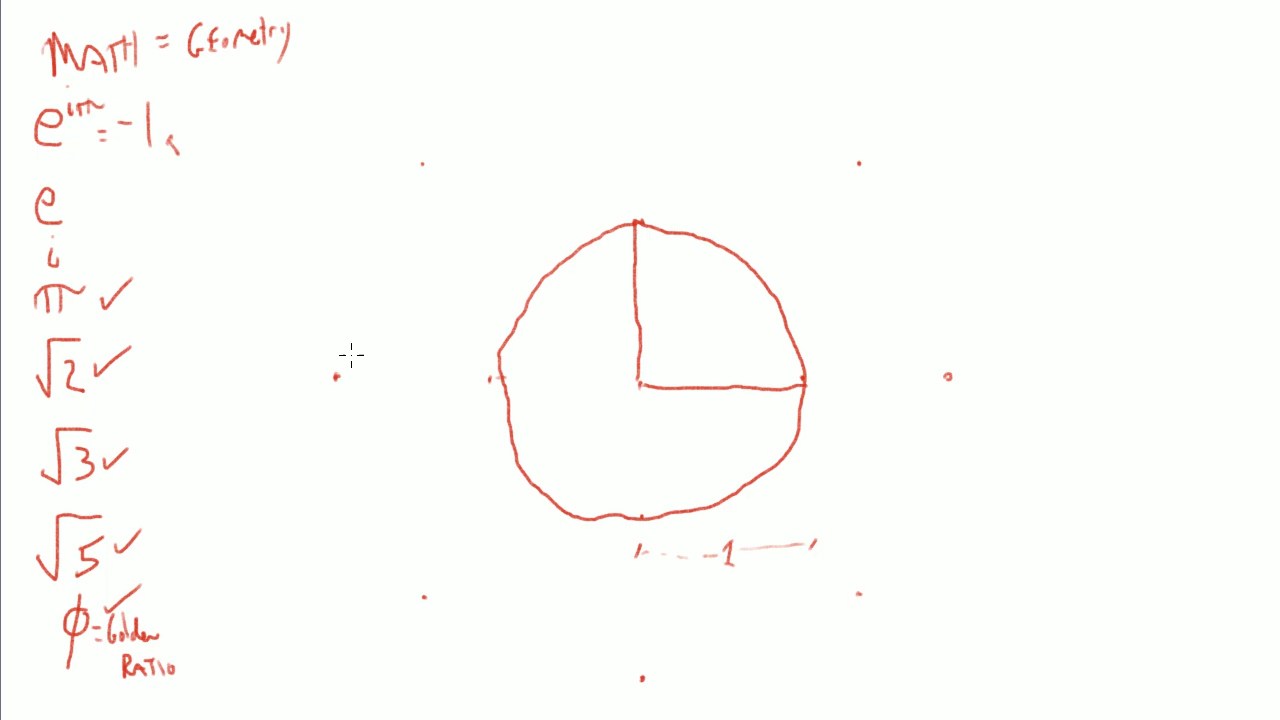 MATH = Geometry
e^iπ = -1
e
i
π ✓
√2 ✓
√3 ✓
√5 ✓
φ = Golden
RATIO
1